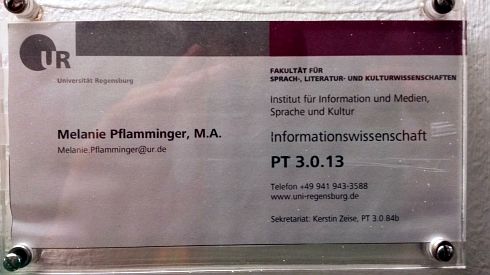 UR
Universität Regensburg
FAKULTÄT FÜR
SPRACH-, LITERATUR- UND KULTURWISSENSCHAFTEN
Institut für Information und Medien,
Sprache und Kultur
Melanie Pflamminger, M.A.
Melanie.Pflamminger@ur.de
Informationswissenschaft
PT 3.0.13
Telefon +49 941 943-3588
www.uni-regensburg.de
Sekretariat: Kerstin Zeise, PT 3.0.84b